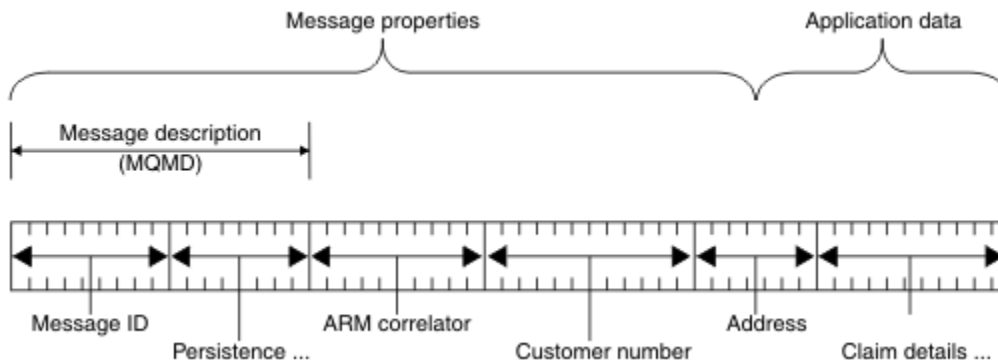 Message properties
Application data
Message description
(MQMD)
Message ID
ARM correlator
Address
Persistence ...
Customer number
Claim details ...